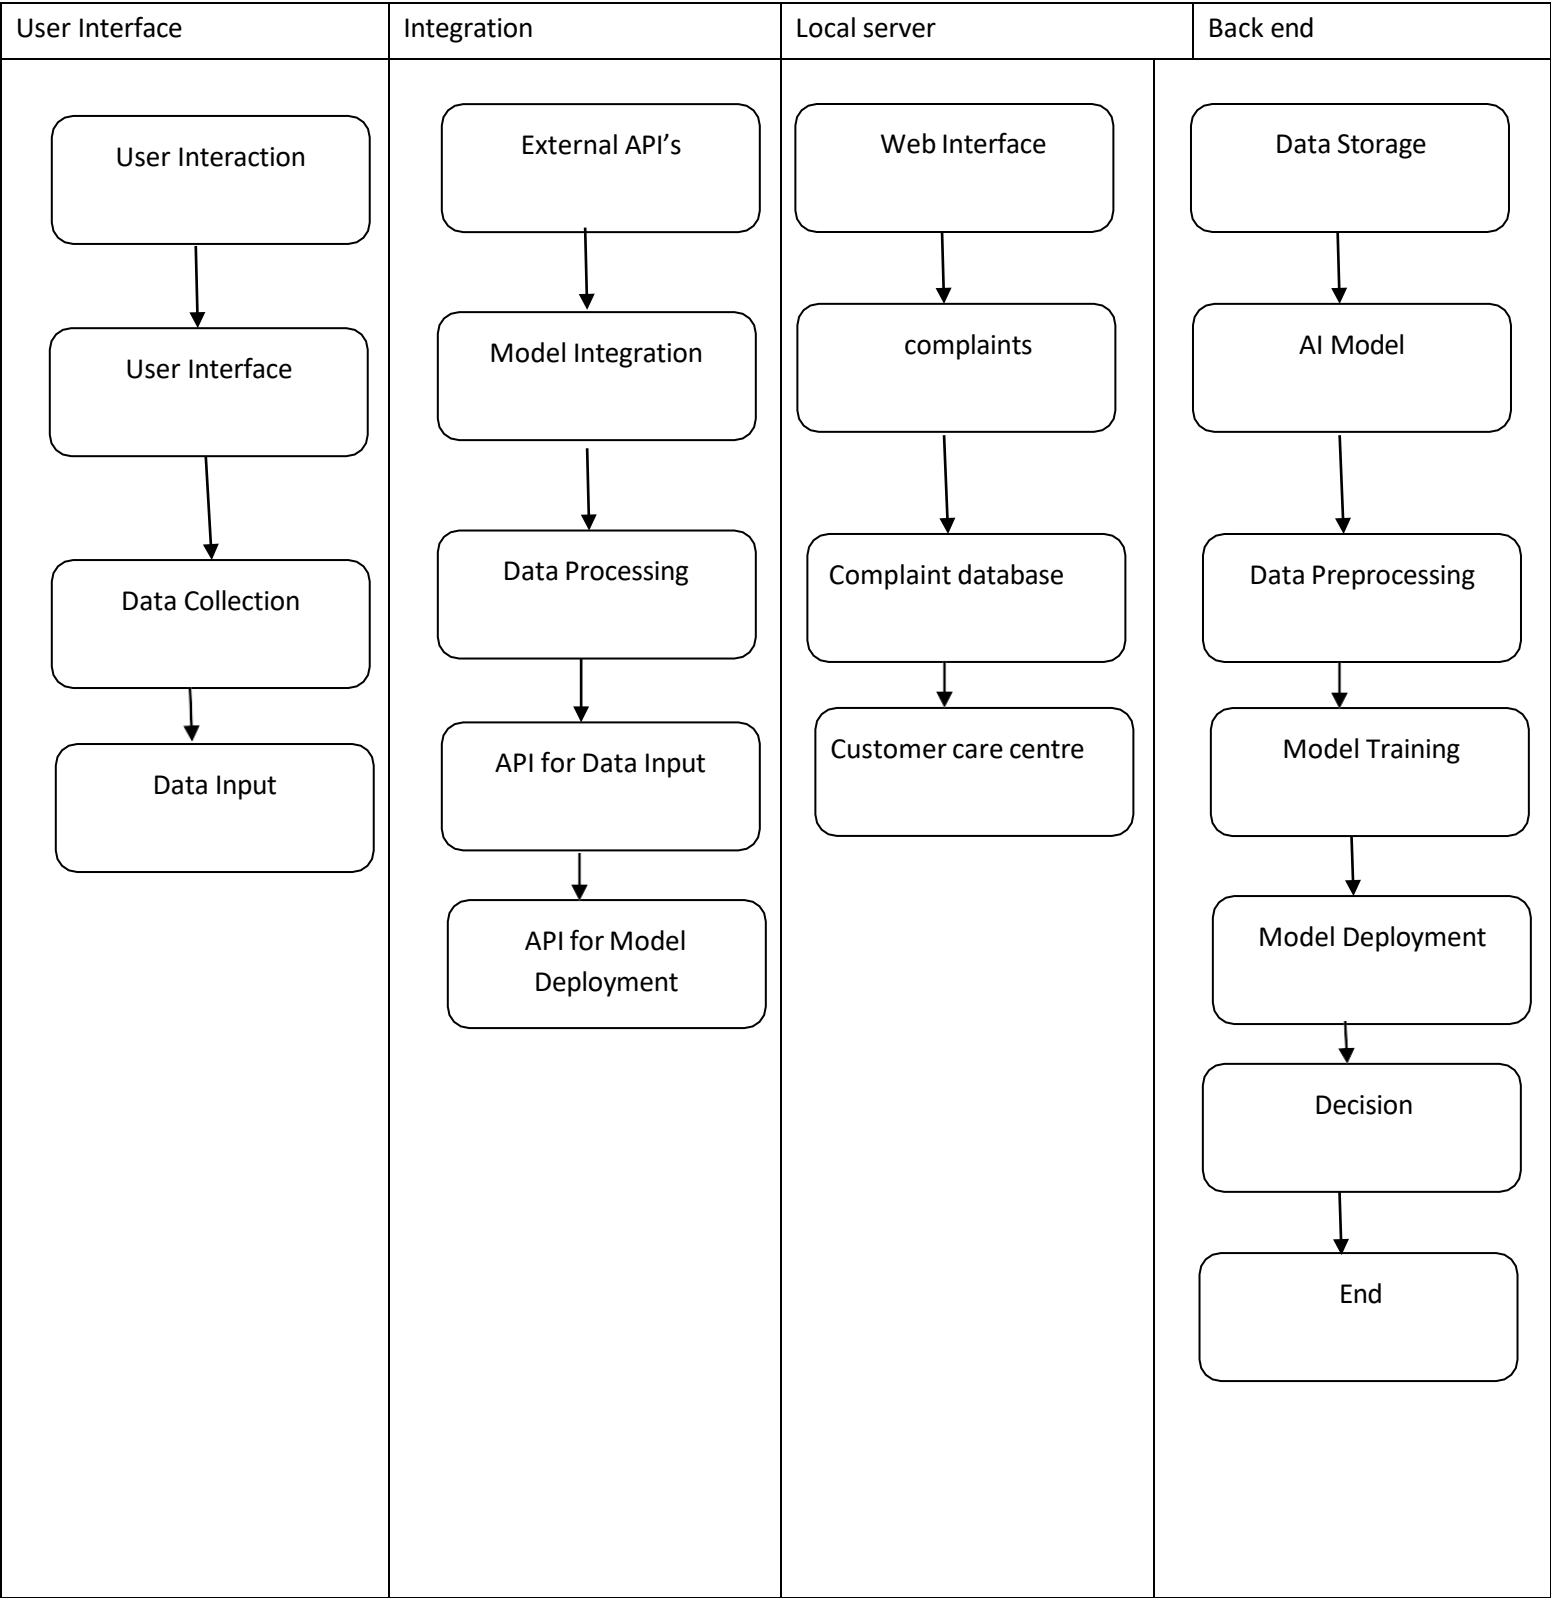 User Interface
Integration
Local server
Back end
User Interaction
User Interface
Data Collection
Data Input
External API’s
Model Integration
Data Processing
API for Data Input
API for Model
Deployment
Web Interface
complaints
Complaint database
Customer care centre
Data Storage
AI Model
Data Preprocessing
Model Training
Model Deployment
Decision
End